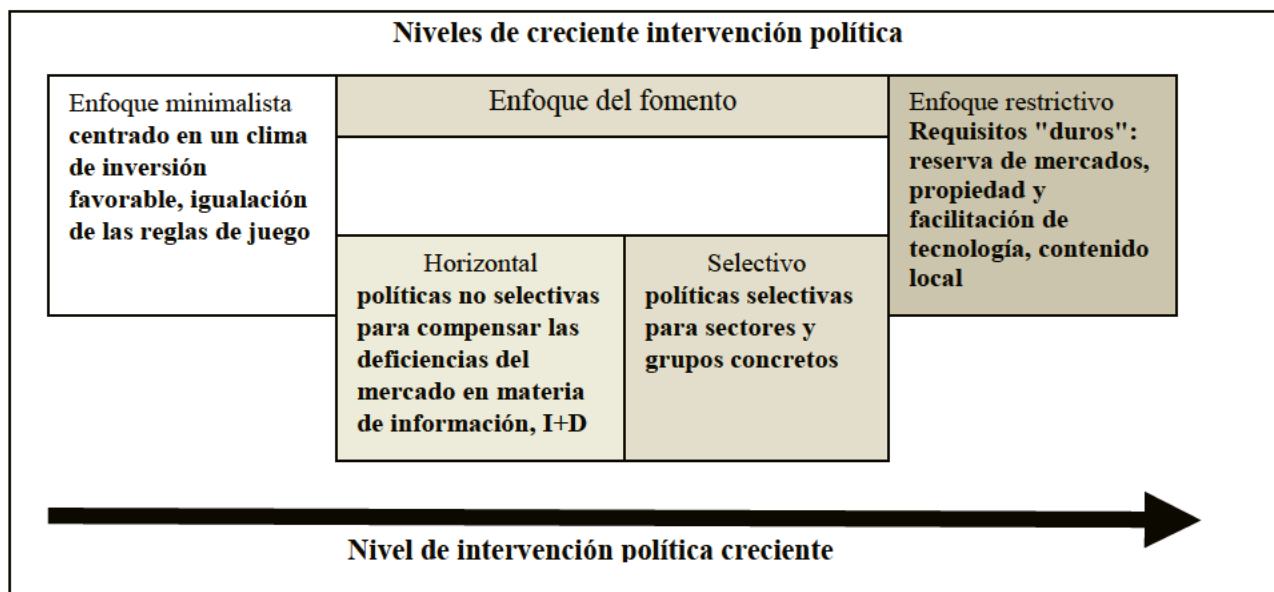 Niveles de creciente intervención política
Enfoque minimalista
centrado en un clima
de inversión
favorable, igualación
de las reglas de juego
Enfoque del fomento
Horizontal
políticas no selectivas
para compensar las
deficiencias del
mercado en materia
de información, I+D
Selectivo
políticas selectivas
para sectores y
grupos concretos
Enfoque restrictivo
Requisitos "duros":
reserva de mercados,
propiedad y
facilitación de
tecnología, contenido
local
Nivel de intervención política creciente